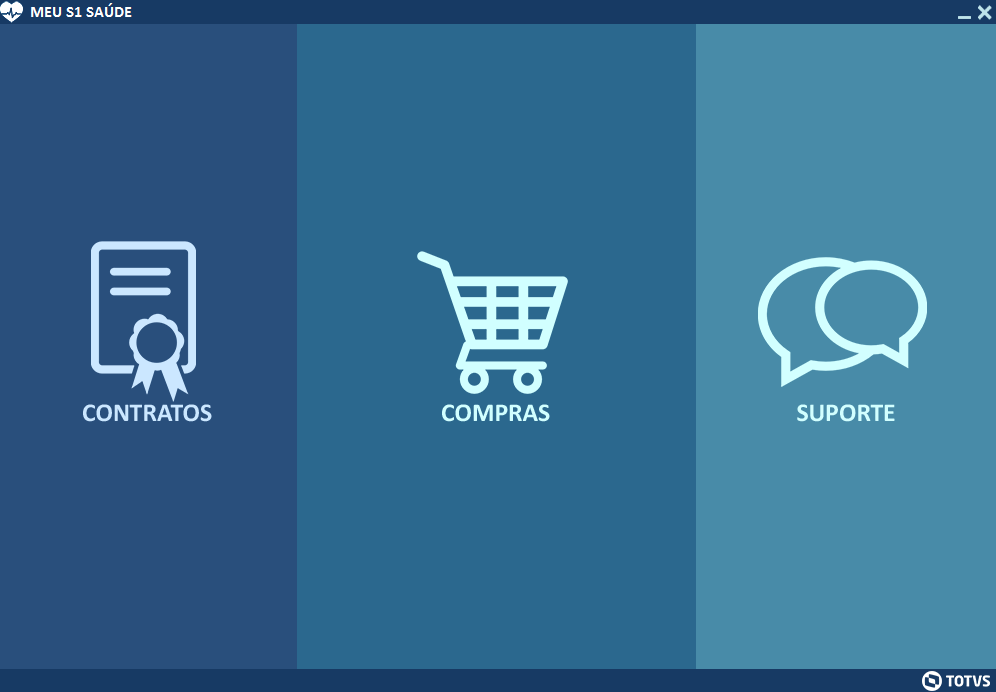 MEU S1 SAÚDE
CONTRATOS
COMPRAS
SUPORTE
TOTVS